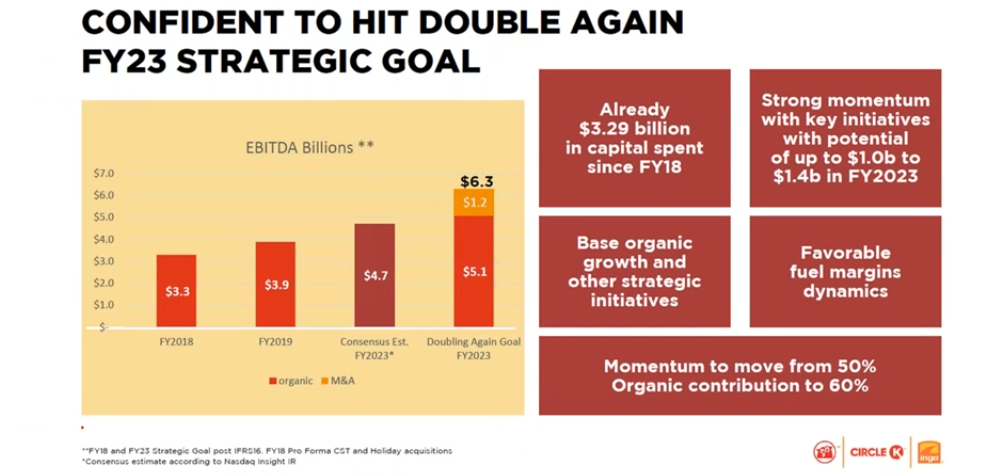 CONFIDENT TO HIT DOUBLE AGAIN
FY23 STRATEGIC GOAL
EBITDA Billions **
$7.0
$6.0
$5.0
$4.0
$3.0
$2.0
$1.0
$-
$3.3
$3.9
$4.7
$6.3
$1.2
$5.1
FY2018
FY2019
Consensus Est.
FY2023*
Doubling Again Goal
FY2023
organic
M&A
Already
$3.29 billion
in capital spent
since FY18
Strong momentum
with key initiatives
with potential
of up to $1.0b to
$1.4b in FY2023
Base organic
growth and
other strategic
initiatives
Favorable
fuel margins
dynamics
Momentum to move from 50%
Organic contribution to 60%
**FY18 and FY23 Strategic Goal post IFRS16. FY18 Pro Forma CST and Holiday acquisitions
*Consensus estimate according to Nasdaq Insight IR
CIRCLE K
ingo